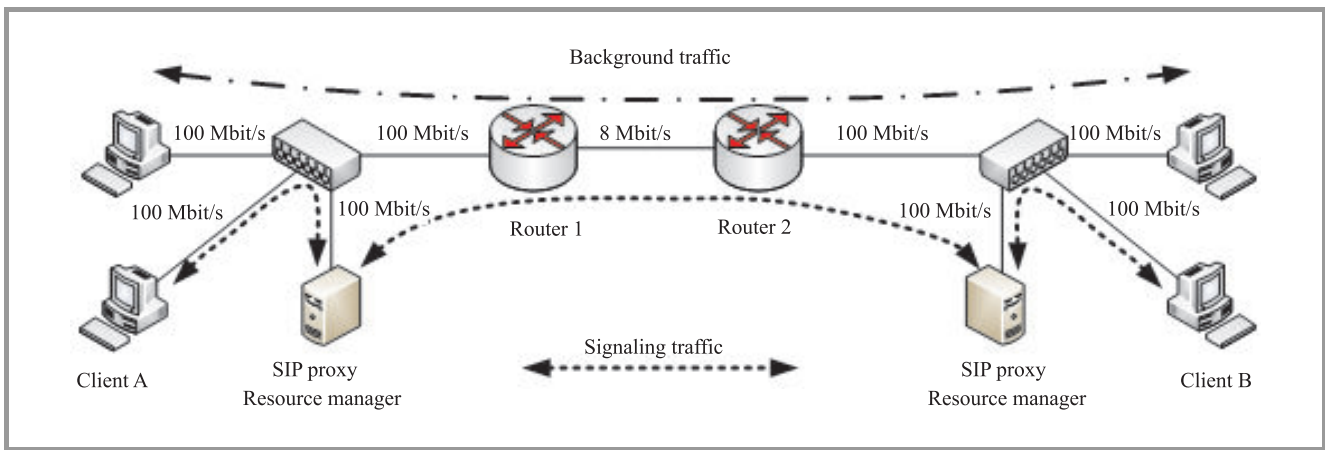 Background traffic
100 Mbit/s
100 Mbit/s
8 Mbit/s
100 Mbit/s
100 Mbit/s
100 Mbit/s
100 Mbit/s
100 Mbit/s
100 Mbit/s
Router 1
Router 2
Signaling traffic
Client A
SIP proxy
Resource manager
SIP proxy
Resource manager
Client B